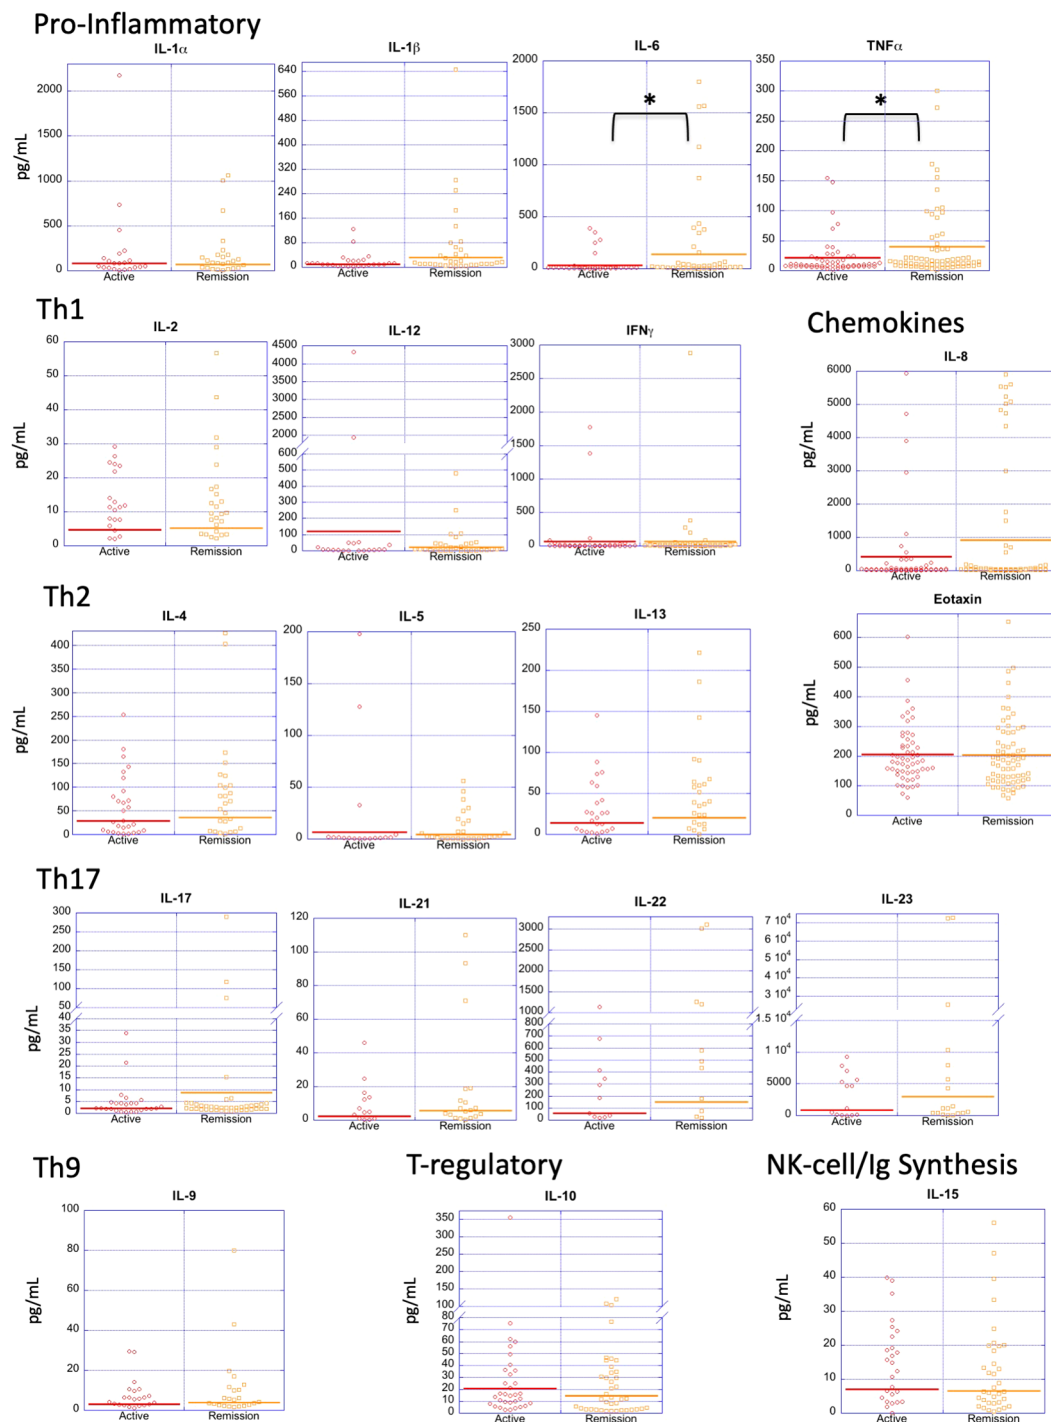 Pro-Inflammatory
IL-1α
IL-1β
IL-6
TNFα
pg/mL
2000
1500
1000
500
0
Active Remission
640
560
480
400
320
240
160
80
0
Active Remission
2000
1500
1000
500
0
*
Active Remission
350
300
250
200
150
100
50
0
*
Active Remission
Th1
Chemokines
IL-2
IL-12
IFNγ
IL-8
pg/mL
60
50
40
30
20
10
0
Active Remission
4500
4000
3500
3000
2500
2000
600
500
400
300
200
100
0
Active Remission
3000
2500
2000
1500
1000
500
0
Active Remission
pg/mL
6000
5000
4000
3000
2000
1000
0
Active Remission
Th2
IL-4
IL-5
IL-13
Eotaxin
pg/mL
400
350
300
250
200
150
100
50
0
Active Remission
200
150
100
50
0
Active Remission
250
200
150
100
50
0
Active Remission
pg/mL
600
500
400
300
200
100
0
Active Remission
Th17
IL-17
IL-21
IL-22
IL-23
pg/mL
300
250
200
150
100
50
40
35
30
25
20
15
10
5
0
Active Remission
120
100
80
60
40
20
0
Active Remission
3000
2500
2000
1500
1000
800
700
600
500
400
300
200
100
0
Active Remission
7 10⁴
6 10⁴
5 10⁴
4 10⁴
3 10⁴
2 10⁴
1.5 10⁴
1 10⁴
5000
0
Active Remission
Th9
T-regulatory
NK-cell/Ig Synthesis
IL-9
IL-10
IL-15
pg/mL
100
80
60
40
20
0
Active Remission
pg/mL
350
300
250
200
150
100
80
70
60
50
40
30
20
10
0
Active Remission
pg/mL
60
50
40
30
20
10
0
Active Remission